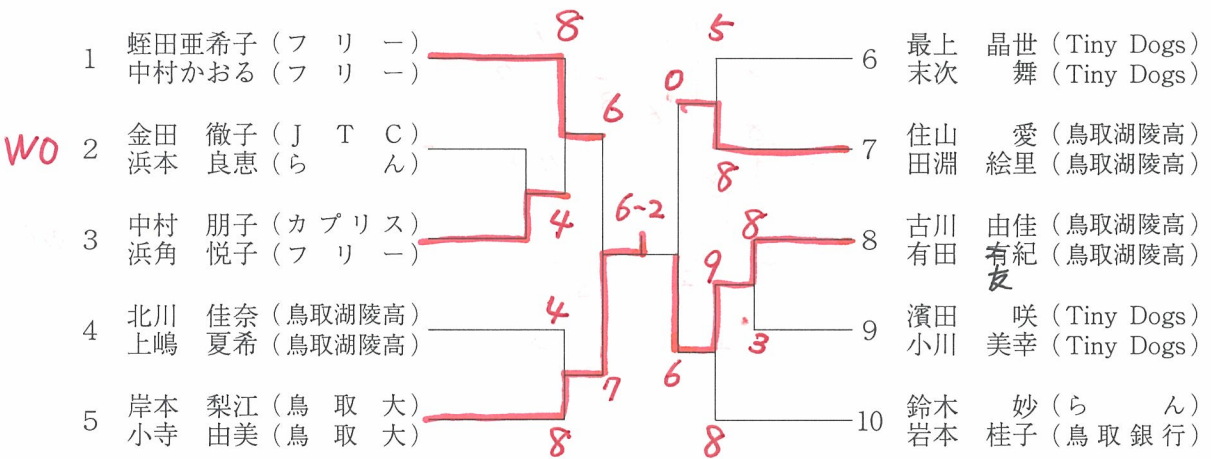 1 蛭田亜希子（フリー）
中村かおる（フリー）
WO 2 金田 徹子（ＪＴＣ）
浜本 良恵（らん）
3 中村 朋子（カプリス）
浜角 悦子（フリー）
4 北川 佳奈（鳥取湖陵高）
上嶋 夏希（鳥取湖陵高）
5 岸本 梨江（鳥取大）
小寺 由美（鳥取大）
8
6
4
4
7
8
6-2
5
0
8
8
9
3
6
8
6 最上 晶世（Tiny Dogs）
末次 舞（Tiny Dogs）
7 住山 愛（鳥取湖陵高）
田淵 絵里（鳥取湖陵高）
8 古川 由佳（鳥取湖陵高）
有田 有紀（鳥取湖陵高）
友
9 濱田 咲（Tiny Dogs）
小川 美幸（Tiny Dogs）
10 鈴木 妙（らん）
岩本 桂子（鳥取銀行）